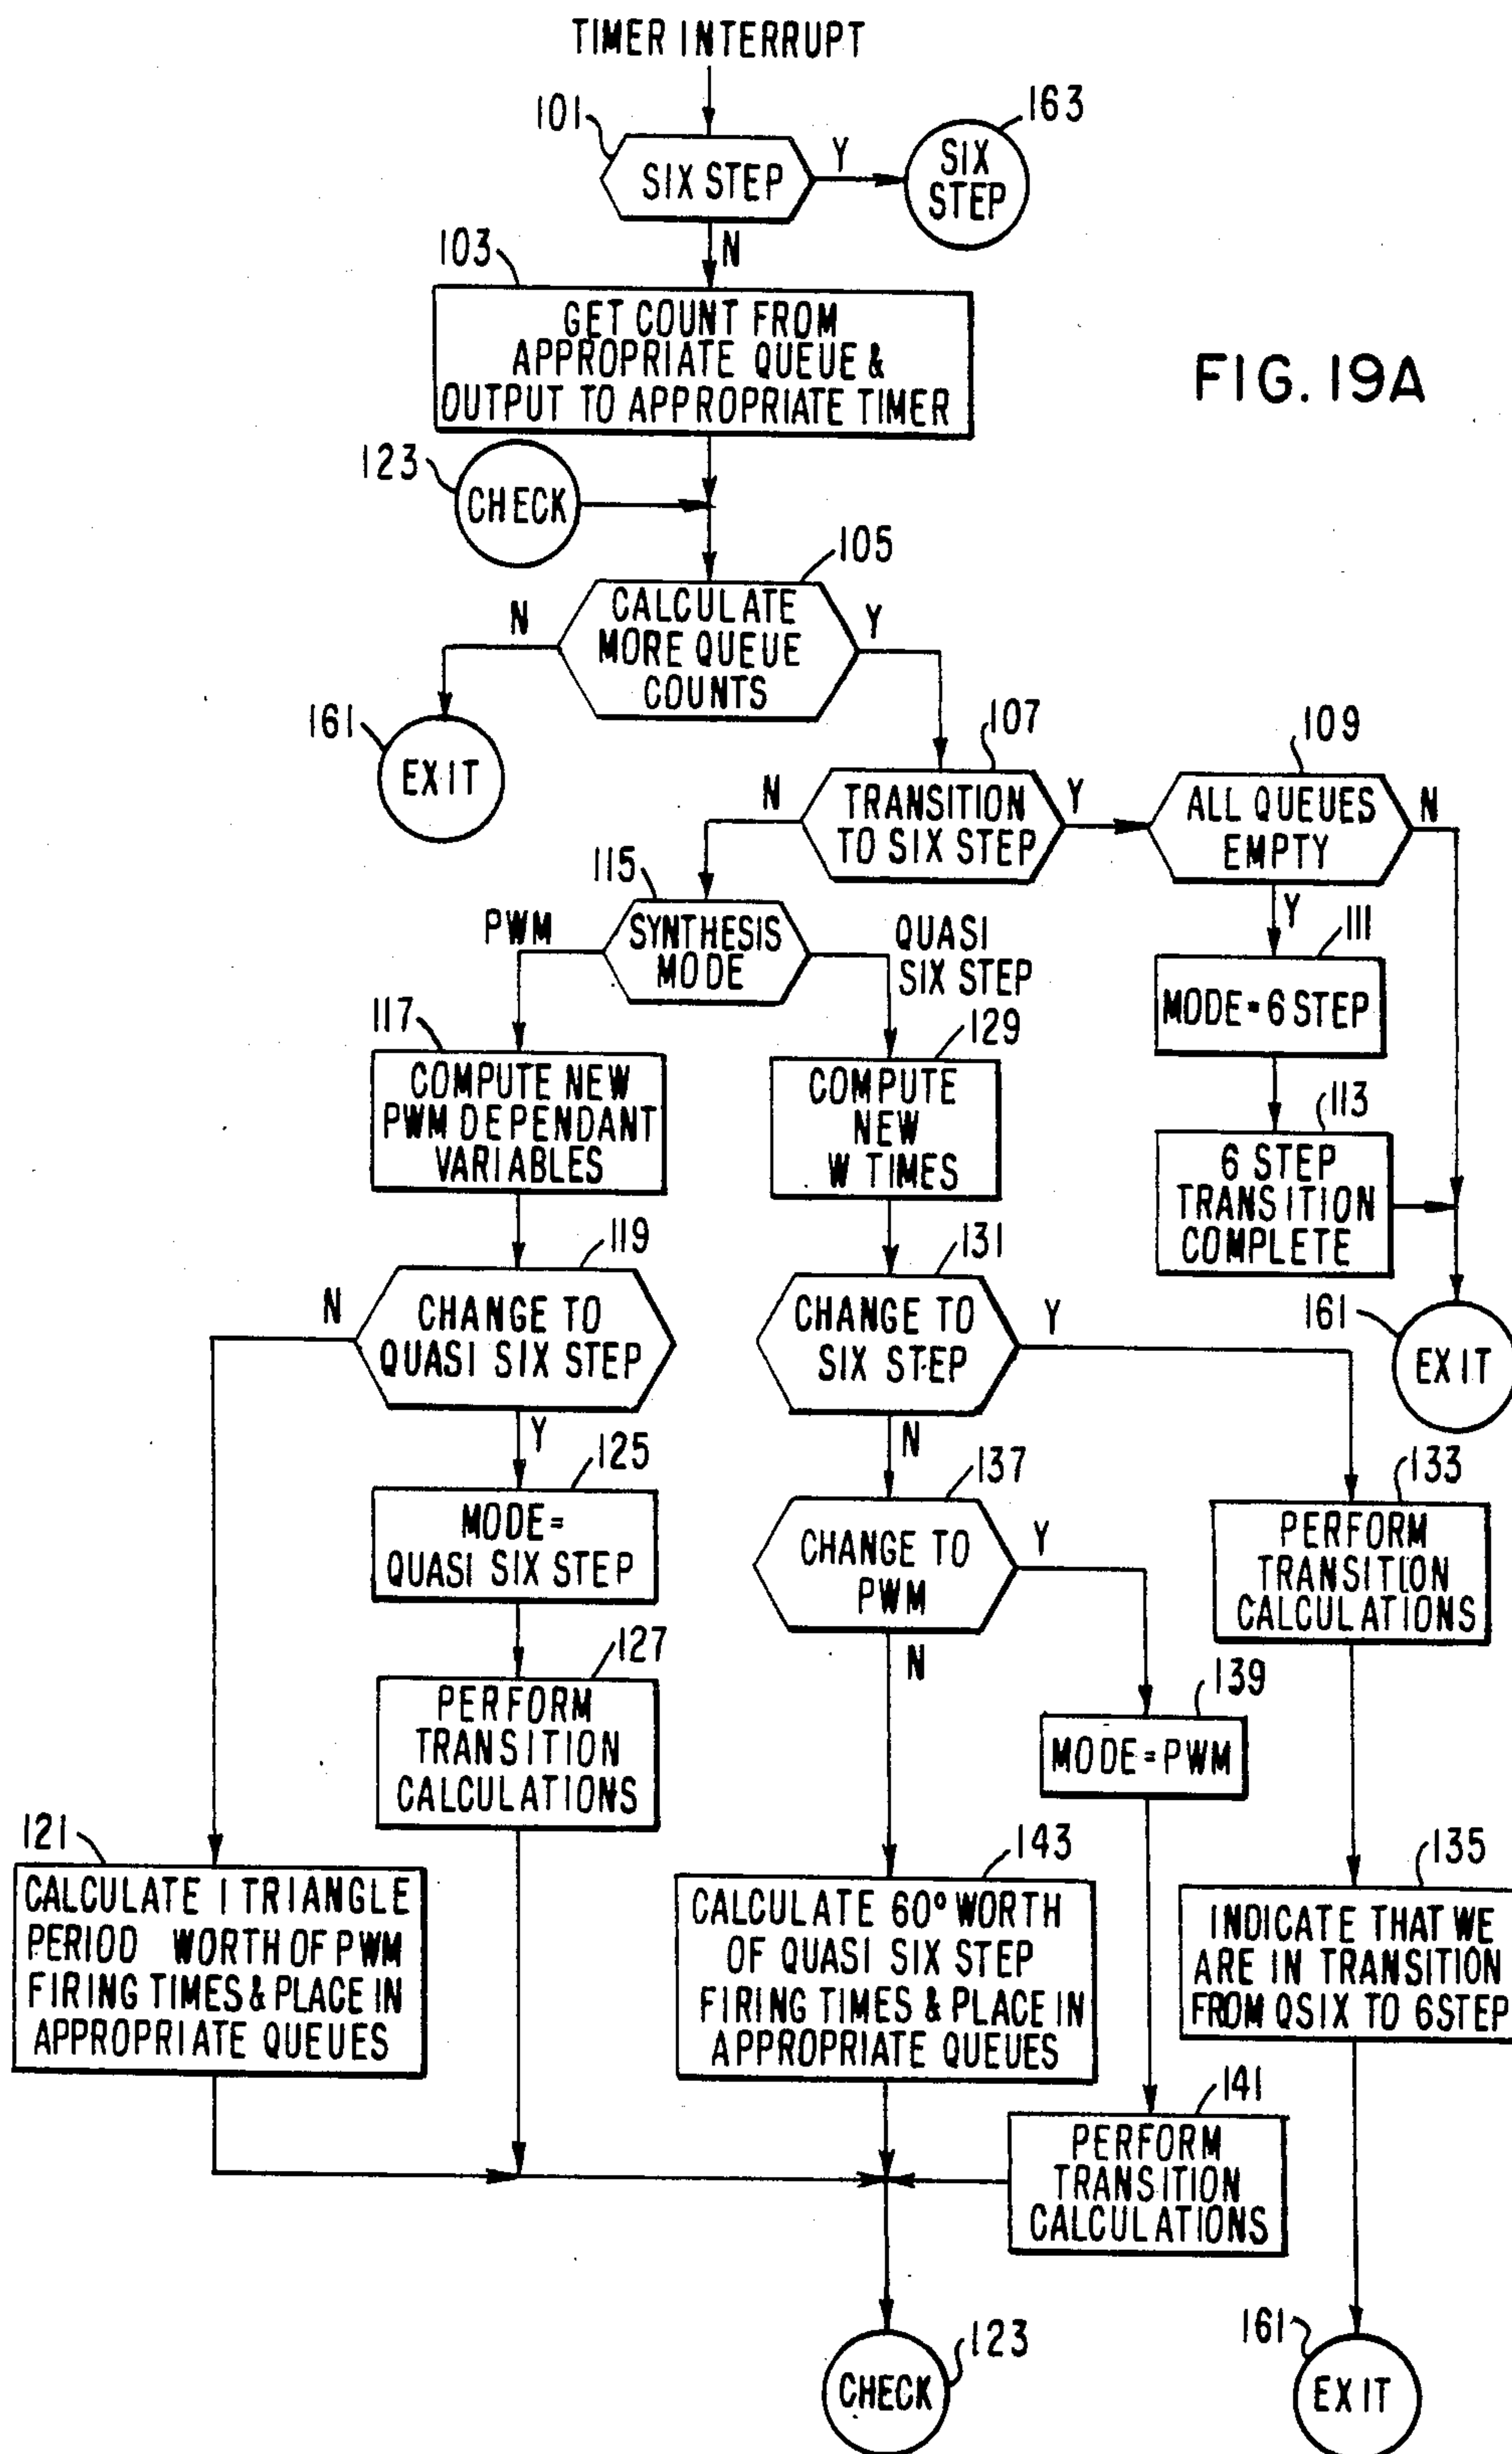 TIMER INTERRUPT
101
SIX STEP
Y
163
SIX
STEP
N
103
GET COUNT FROM
APPROPRIATE QUEUE &
OUTPUT TO APPROPRIATE TIMER
FIG. 19A
123
CHECK
105
CALCULATE
MORE QUEUE
COUNTS
N
Y
161
EXIT
107
TRANSITION
TO SIX STEP
N
Y
109
ALL QUEUES
EMPTY
N
Y
111
MODE=6 STEP
113
6 STEP
TRANSITION
COMPLETE
161
EXIT
115
SYNTHESIS
MODE
PWM
QUASI
SIX STEP
117
COMPUTE NEW
PWM DEPENDANT
VARIABLES
129
COMPUTE
NEW
W TIMES
119
CHANGE TO
QUASI SIX STEP
N
Y
131
CHANGE TO
SIX STEP
Y
N
125
MODE=
QUASI SIX STEP
137
CHANGE TO
PWM
Y
N
133
PERFORM
TRANSITION
CALCULATIONS
127
PERFORM
TRANSITION
CALCULATIONS
139
MODE=PWM
121
CALCULATE 1 TRIANGLE
PERIOD WORTH OF PWM
FIRING TIMES & PLACE IN
APPROPRIATE QUEUES
143
CALCULATE 60° WORTH
OF QUASI SIX STEP
FIRING TIMES & PLACE IN
APPROPRIATE QUEUES
135
INDICATE THAT WE
ARE IN TRANSITION
FROM QSIX TO 6STEP
141
PERFORM
TRANSITION
CALCULATIONS
123
CHECK
161
EXIT